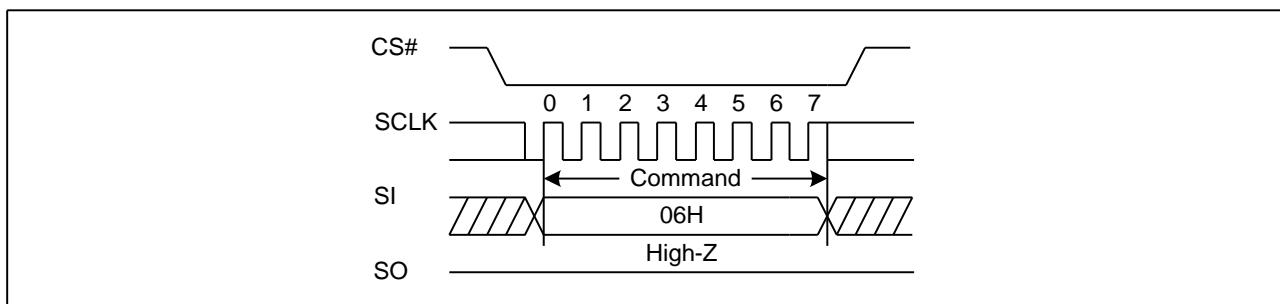 CS#
0 1 2 3 4 5 6 7
SCLK
Command
SI
06H
High-Z
SO